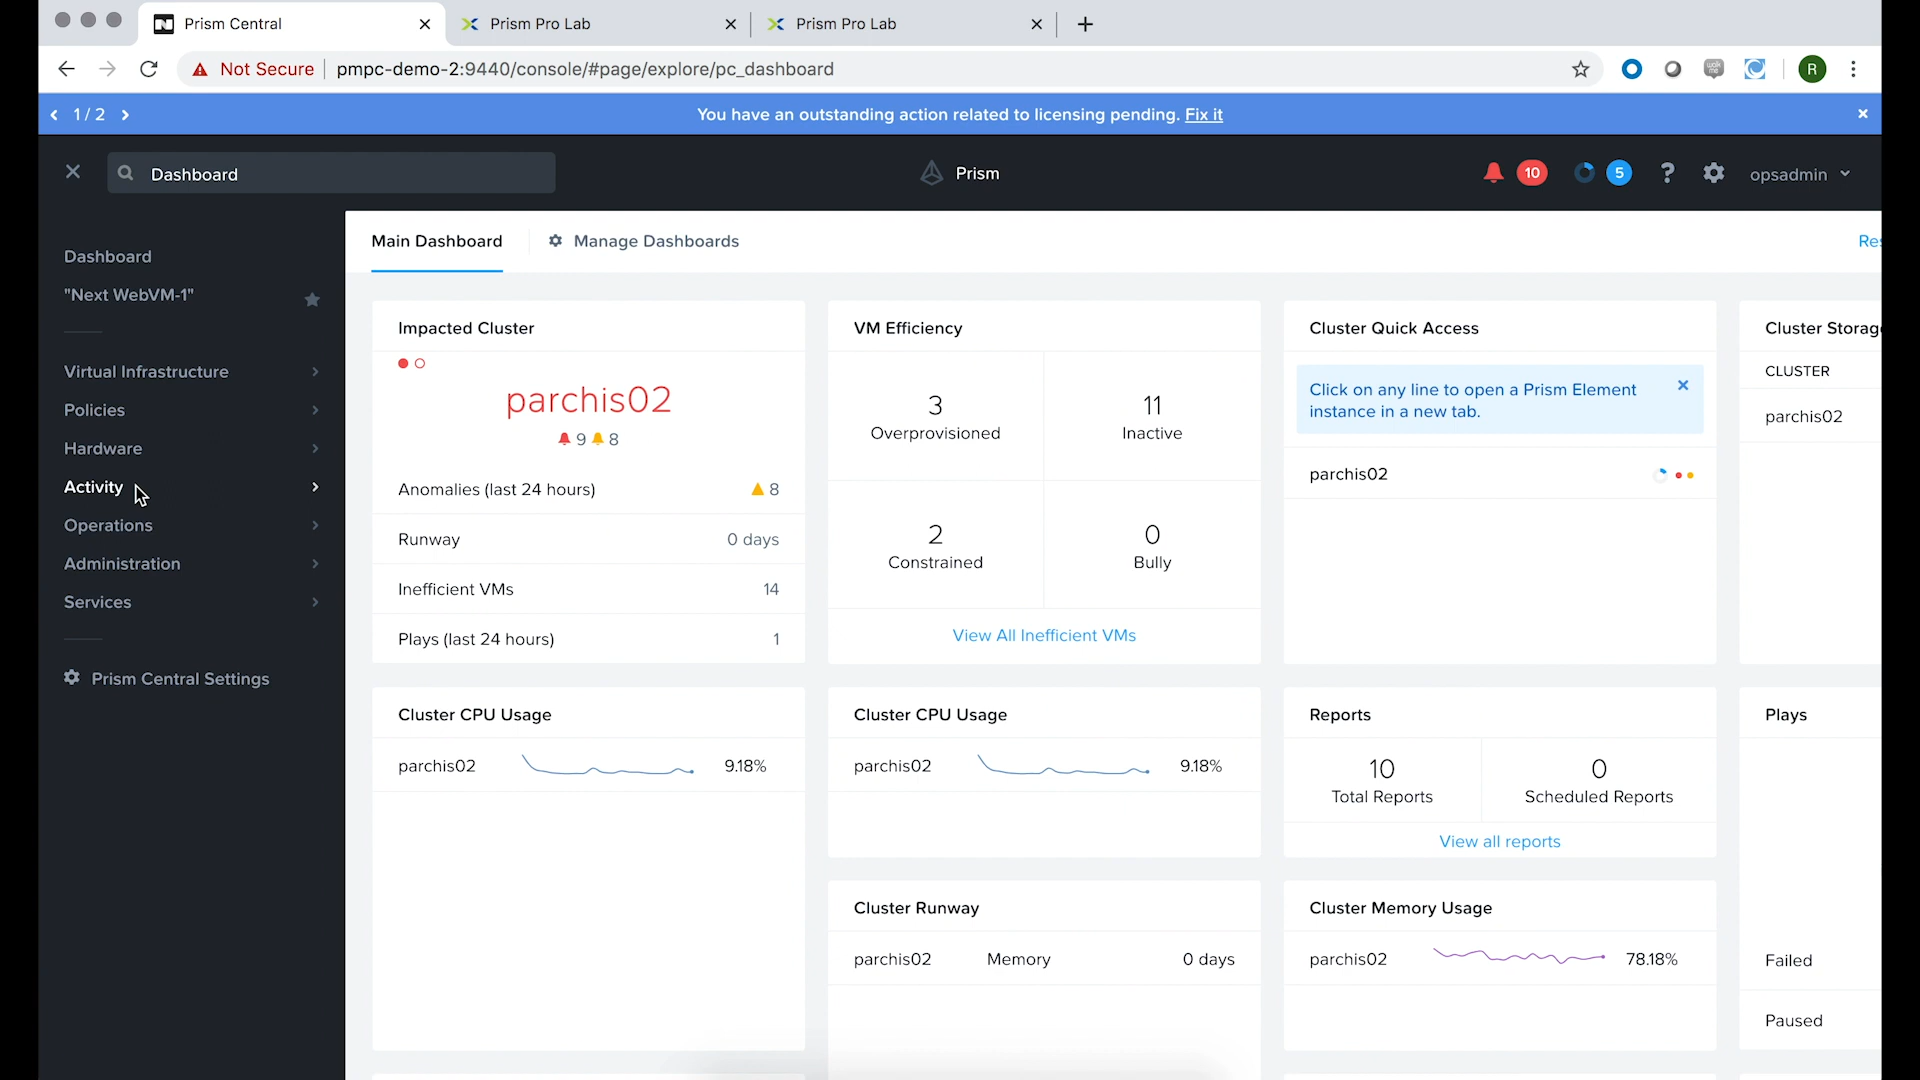 Prism Central
Prism Pro Lab
Prism Pro Lab
Not Secure
pmpc-demo-2:9440/console/#page/explore/pc_dashboard
R
1 / 2
You have an outstanding action related to licensing pending. Fix it
Dashboard
Prism
10
5
?
opsadmin
Dashboard
"Next WebVM-1"
Virtual Infrastructure
Policies
Hardware
Activity
Operations
Administration
Services
Prism Central Settings
Main Dashboard
Manage Dashboards
Res
Impacted Cluster
parchis02
9 8
Anomalies (last 24 hours) 8
Runway 0 days
Inefficient VMs 14
Plays (last 24 hours) 1
VM Efficiency
3 11
Overprovisioned Inactive
2 0
Constrained Bully
View All Inefficient VMs
Cluster Quick Access
Click on any line to open a Prism Element
instance in a new tab.
parchis02
Cluster Storag
CLUSTER
parchis02
Cluster CPU Usage
parchis02 9.18%
Cluster CPU Usage
parchis02 9.18%
Reports
10 0
Total Reports Scheduled Reports
View all reports
Plays
Failed
Paused
Cluster Runway
parchis02 Memory 0 days
Cluster Memory Usage
parchis02 78.18%